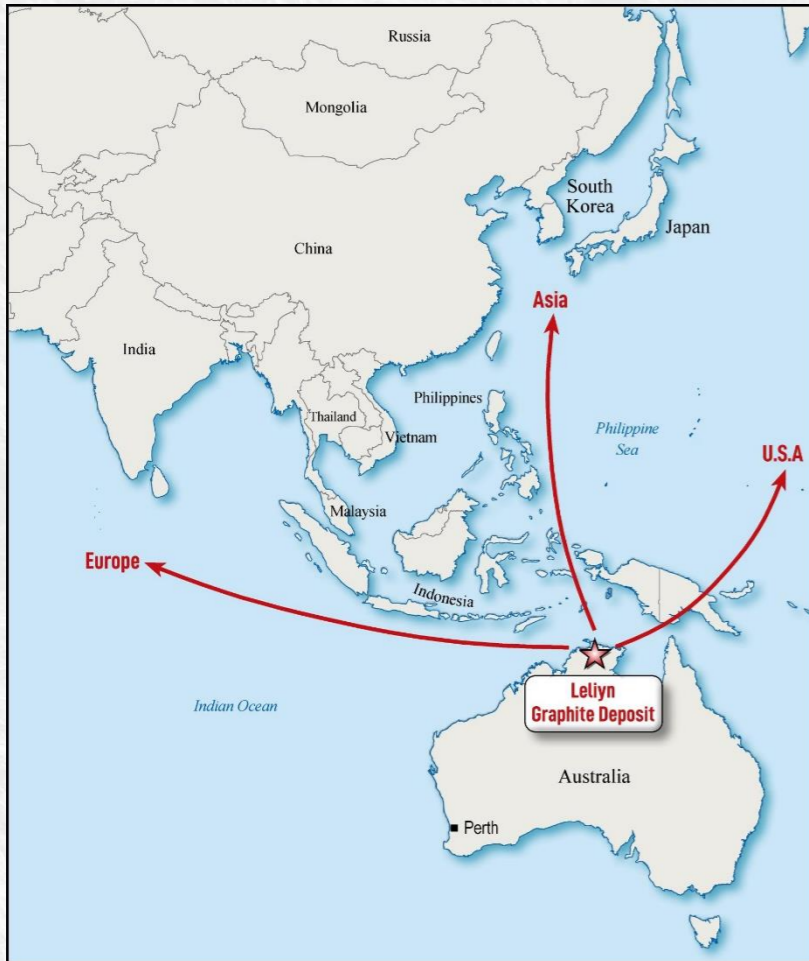 Russia
Mongolia
South
Korea
Japan
China
Asia
India
Philippines
Thailand
Vietnam
Philippine
Sea
U.S.A
Malaysia
Europe
Indonesia
Leliyn
Graphite Deposit
Indian Ocean
Australia
Perth